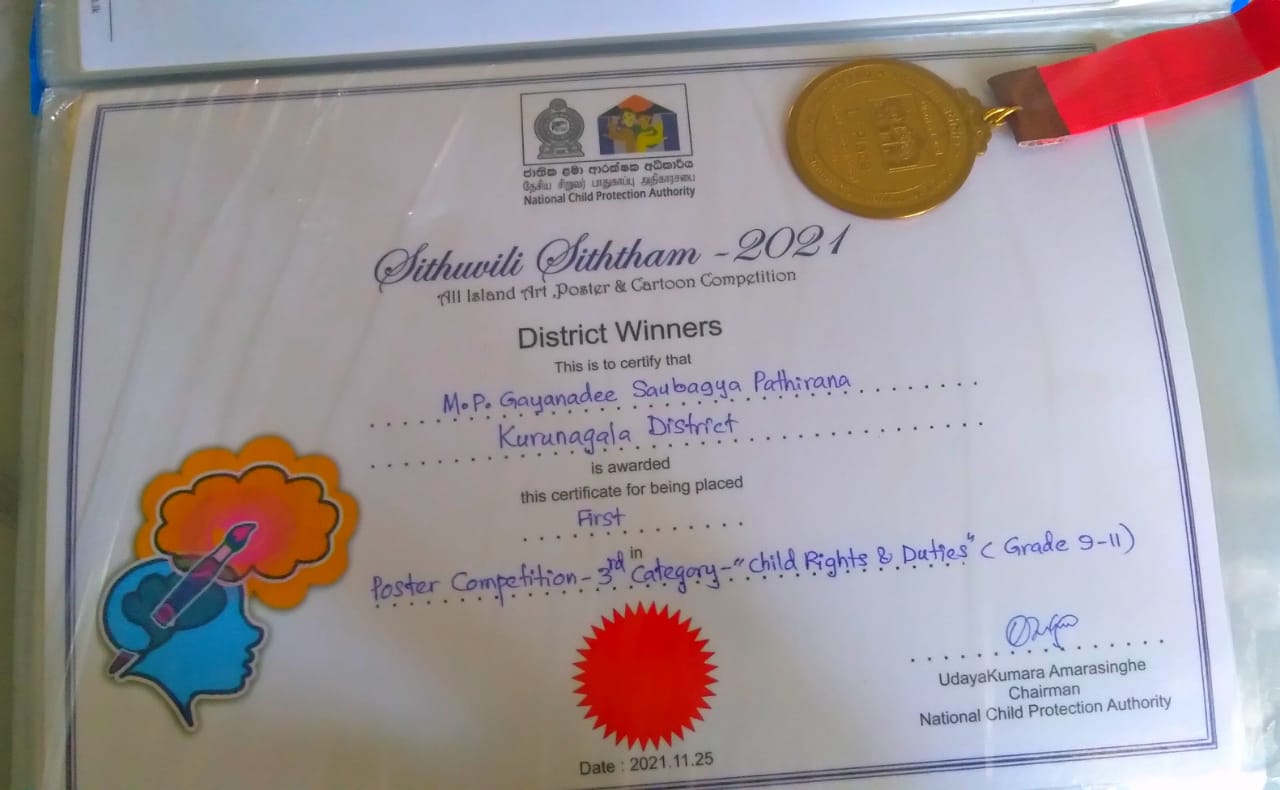 ජාතික ළමා ආරක්ෂක අධිකාරිය
தேசிய சிறுவர் பாதுகாப்பு அதிகாரசபை
National Child Protection Authority
Sithuvili Siththam - 2021
All Island Art ,Poster & Cartoon Competition
District Winners
This is to certify that
M.P. Gayanadee Saubagya Pathirana
Kurunagala District
is awarded
this certificate for being placed
First
in
Poster Competition - 3rd Category - "Child Rights & Duties" ( Grade 9-11)
UdayaKumara Amarasinghe
Chairman
National Child Protection Authority
Date : 2021.11.25